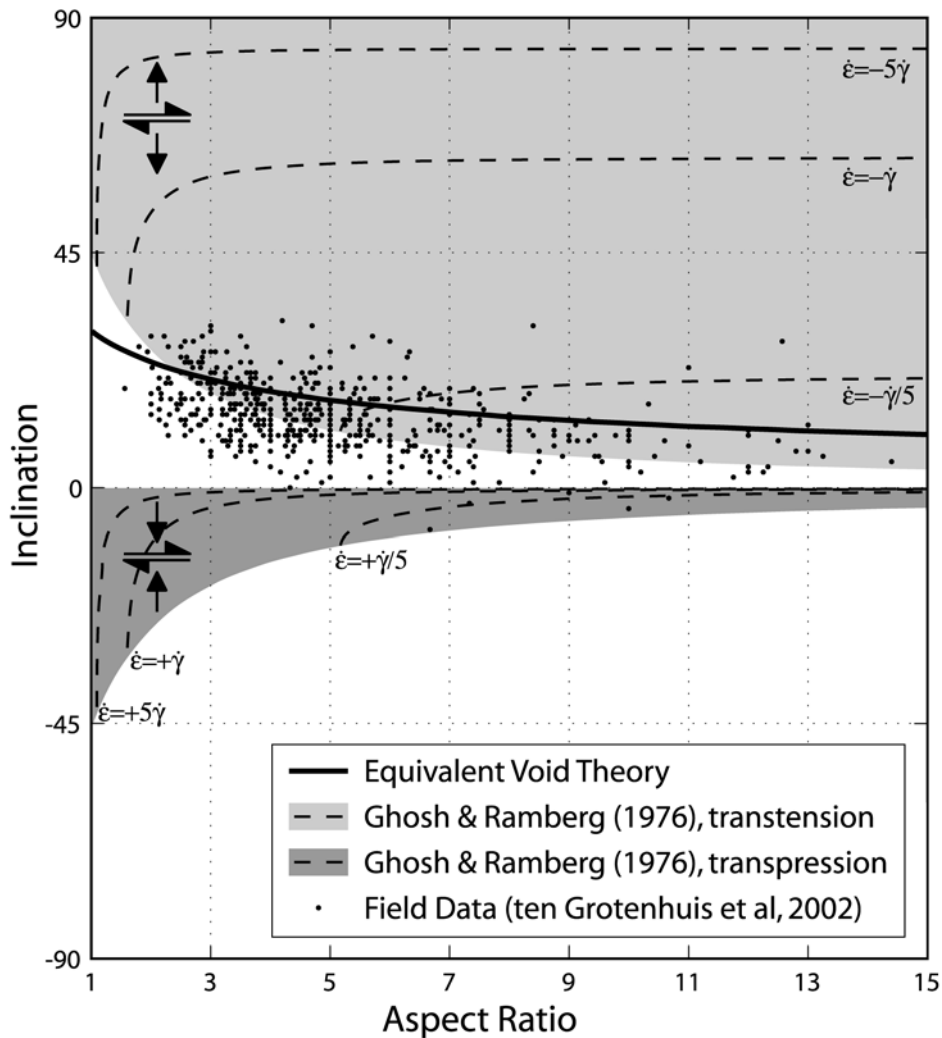 90
45
0
-45
-90
Inclination
ε̇=−5γ̇
ε̇=−γ̇
ε̇=−γ̇/5
ε̇=+γ̇/5
ε̇=+γ̇
ε̇=+5γ̇
Equivalent Void Theory
Ghosh & Ramberg (1976), transtension
Ghosh & Ramberg (1976), transpression
Field Data (ten Grotenhuis et al, 2002)
1 3 5 7 9 11 13 15
Aspect Ratio